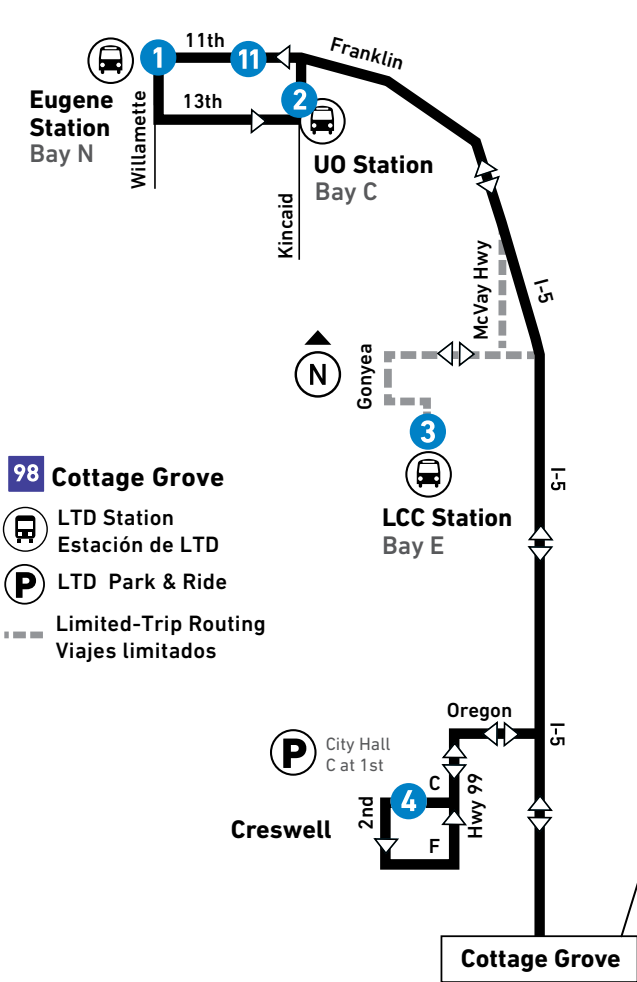 11th
Franklin
1
11
Eugene
Station
Bay N
13th
2
Willamette
UO Station
Bay C
Kincaid
McVay Hwy
I-5
N
Gonyea
3
LCC Station
Bay E
I-5
98 Cottage Grove
LTD Station
Estación de LTD
P LTD Park & Ride
Limited-Trip Routing
Viajes limitados
Oregon
I-5
P
City Hall
C at 1st
C
4
2nd
Hwy 99
Creswell
F
Cottage Grove